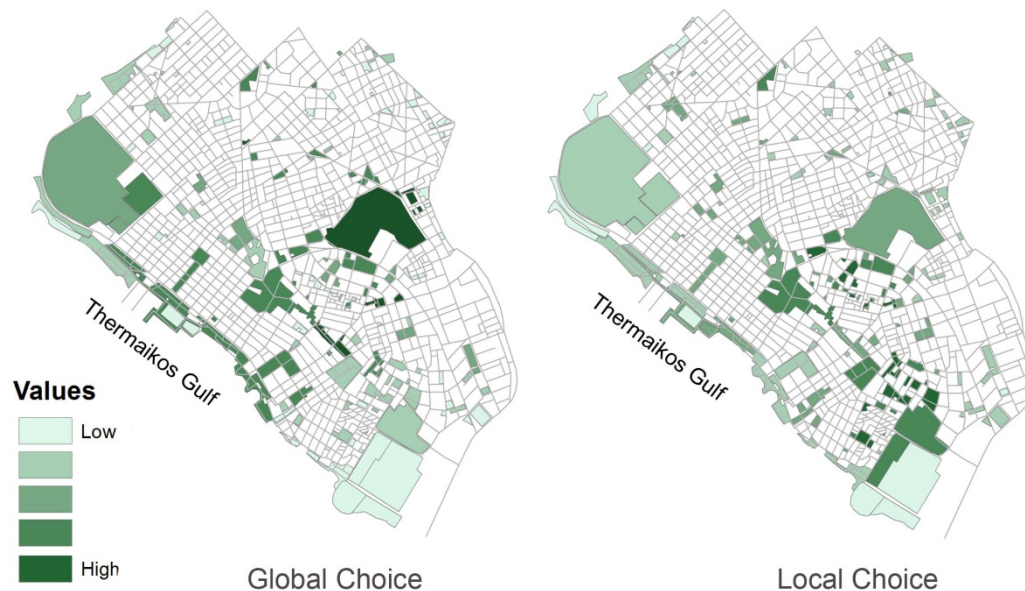 Thermaikos Gulf
Thermaikos Gulf
Values
Low
High
Global Choice
Local Choice